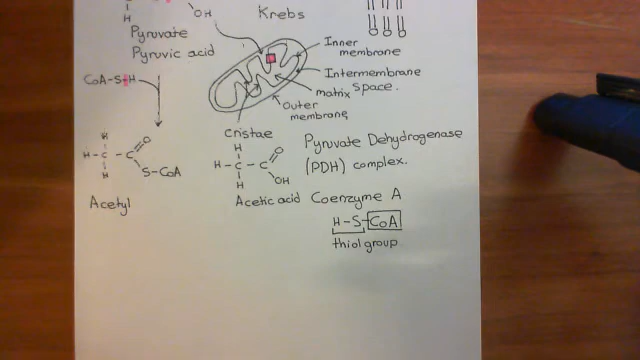 H
OH
Krebs
Pyruvate
Pyruvic acid
Inner
membrane
Intermembrane
Space.
matrix
Outer
membrane
Cristae
CoA-S-H
H
H-C-C
O
H
S-CoA
Acetyl
H
H-C-C
O
H
OH
Acetic acid
Pyruvate Dehydrogenase
(PDH) complex.
Coenzyme A
H-S-CoA
thiol group